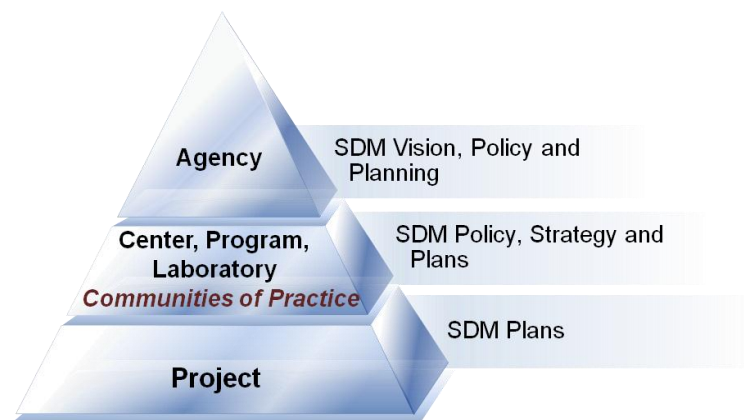 Agency
SDM Vision, Policy and
Planning
Center, Program,
Laboratory
Communities of Practice
SDM Policy, Strategy and
Plans
Project
SDM Plans